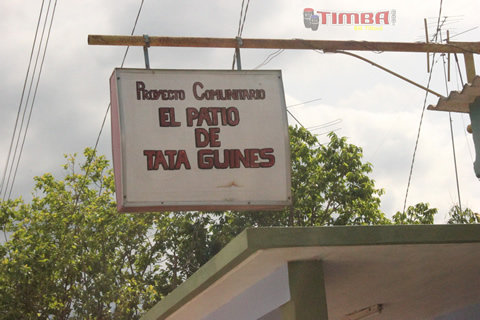 TIMBA
Proyecto Comunitario
EL PATIO
DE
TATA GUINES